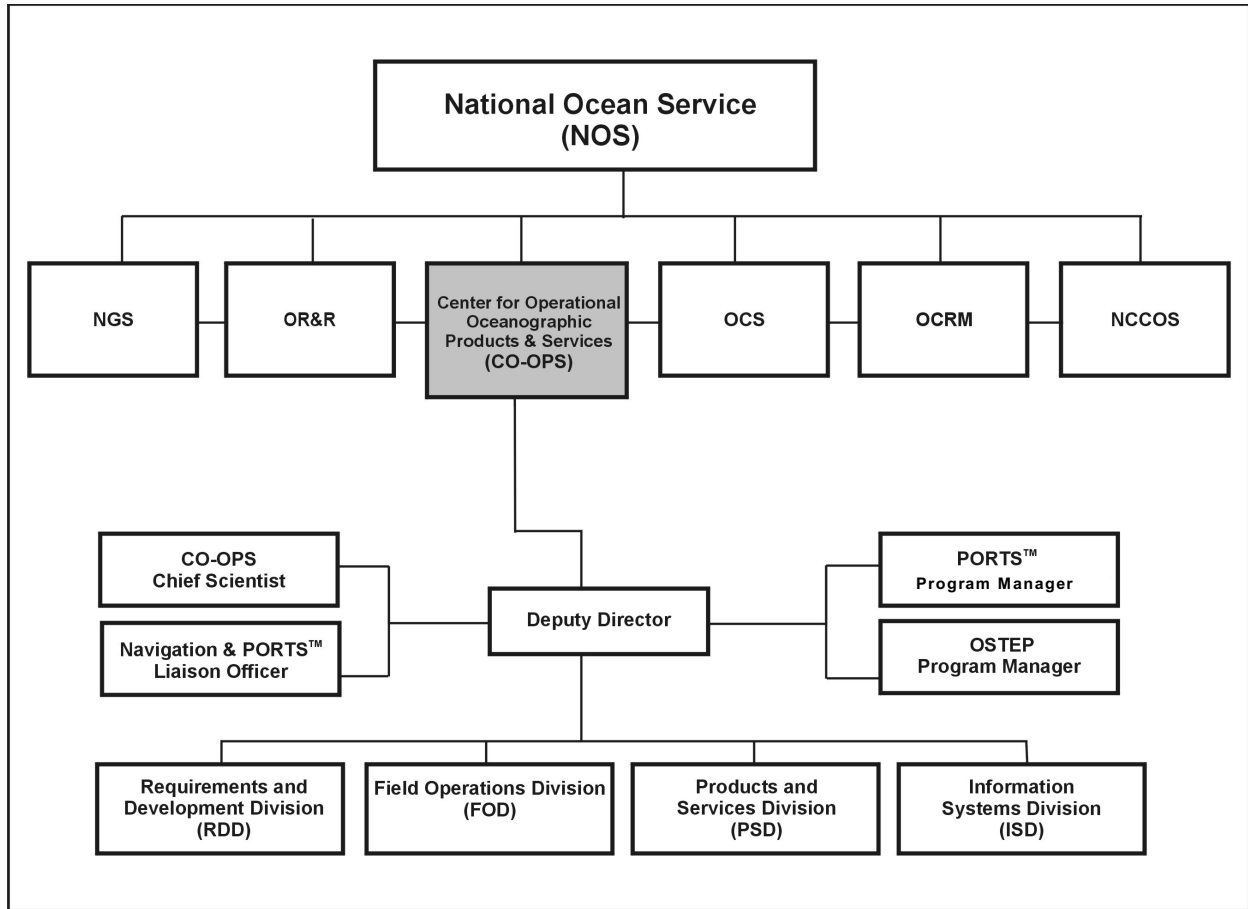 National Ocean Service
(NOS)
NGS
OR&R
Center for Operational
Oceanographic
Products & Services
(CO-OPS)
OCS
OCRM
NCCOS
CO-OPS
Chief Scientist
Navigation & PORTS™
Liaison Officer
Deputy Director
PORTS™
Program Manager
OSTEP
Program Manager
Requirements and
Development Division
(RDD)
Field Operations Division
(FOD)
Products and
Services Division
(PSD)
Information
Systems Division
(ISD)